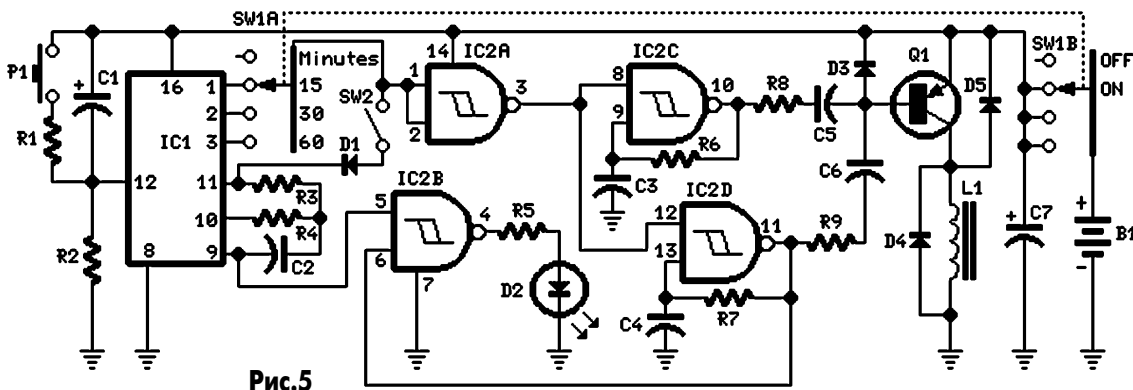 SW1A
P1
C1
R1
R2
16
IC1
12
8
1
2
3
11
10
9
Minutes
15
30
60
SW2
D1
R3
R4
C2
14
IC2A
1
2
3
IC2B
5
6
4
7
R5
D2
IC2C
8
9
10
R6
C3
R8
C5
IC2D
12
13
11
R7
C4
R9
C6
D3
Q1
D5
D4
L1
C7
SW1B
OFF
ON
B1
+
+
+
-
Рис.5